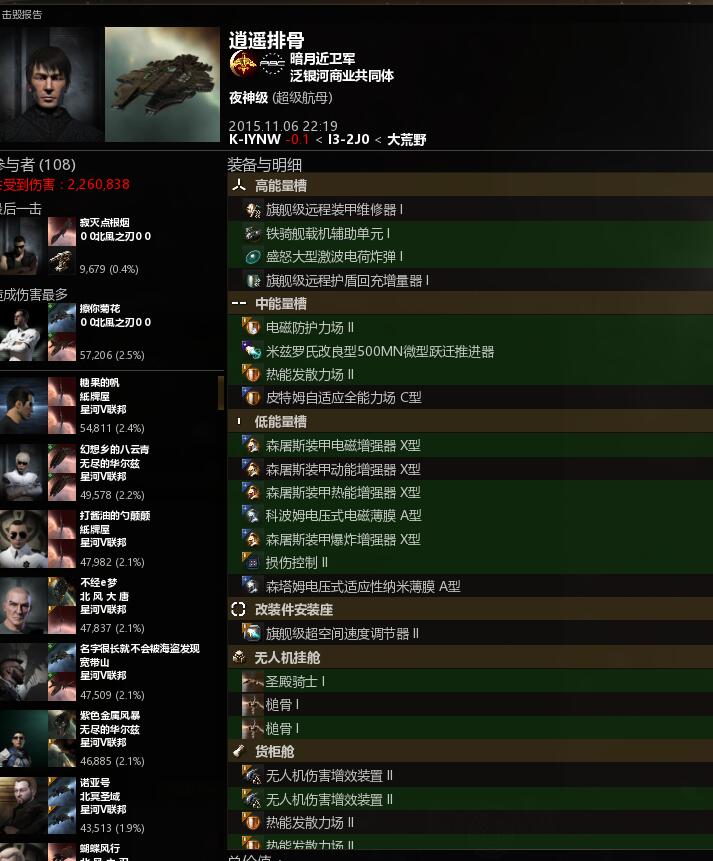 击毁报告
逍遥排骨
暗月近卫军
泛银河商业共同体
夜神级 (超级航母)
2015.11.06 22:19
K-IYNW -0.1 < I3-2J0 < 大荒野
参与者 (108)
受到伤害：2,260,838
最后一击
寂灭点根烟
0 0北風之刃0 0
9,679 (0.4%)
造成伤害最多
擦你菊花
0 0北風之刃0 0
57,206 (2.5%)
糖果的帆
紙牌屋
星河V联邦
54,811 (2.4%)
幻想乡的八云青
无尽的华尔兹
星河V联邦
49,578 (2.2%)
打酱油的勺颠颠
紙牌屋
星河V联邦
47,982 (2.1%)
不经e梦
北 风 大 唐
星河V联邦
47,837 (2.1%)
名字很长就不会被海盗发现
宽带山
星河V联邦
47,509 (2.1%)
紫色金属风暴
无尽的华尔兹
星河V联邦
46,885 (2.1%)
诺亚号
北冥圣域
星河V联邦
43,513 (1.9%)
蝴蝶风行
装备与明细
高能量槽
旗舰级远程装甲维修器 I
铁骑舰载机辅助单元 I
盛怒大型激波电荷炸弹 I
旗舰级远程护盾回充增量器 I
中能量槽
电磁防护力场 II
米兹罗氏改良型500MN微型跃迁推进器
热能发散力场 II
皮特姆自适应全能力场 C型
低能量槽
森屠斯装甲电磁增强器 X型
森屠斯装甲动能增强器 X型
森屠斯装甲热能增强器 X型
科波姆电压式电磁薄膜 A型
森屠斯装甲爆炸增强器 X型
损伤控制 II
森塔姆电压式适应性纳米薄膜 A型
改装件安装座
旗舰级超空间速度调节器 II
无人机挂舱
圣殿骑士 I
槌骨 I
槌骨 I
货柜舱
无人机伤害增效装置 II
无人机伤害增效装置 II
热能发散力场 II
热能发散力场 II